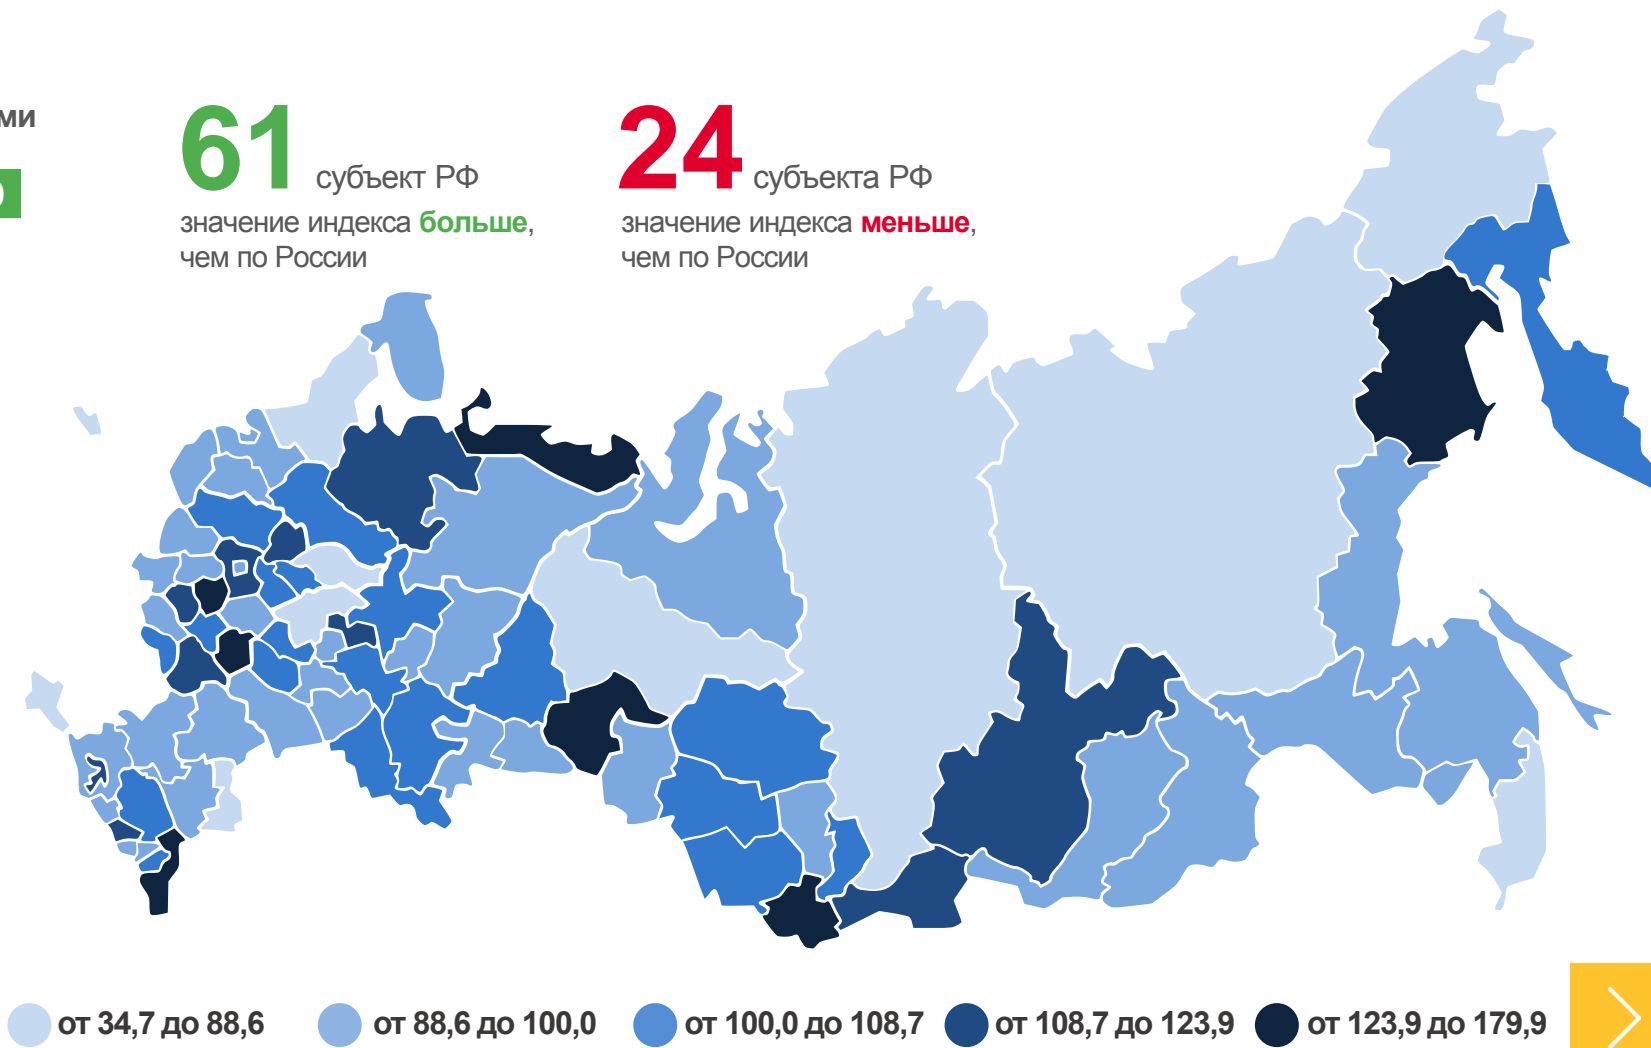 ми
61 субъект РФ
значение индекса больше,
чем по России
24 субъекта РФ
значение индекса меньше,
чем по России
от 34,7 до 88,6
от 88,6 до 100,0
от 100,0 до 108,7
от 108,7 до 123,9
от 123,9 до 179,9